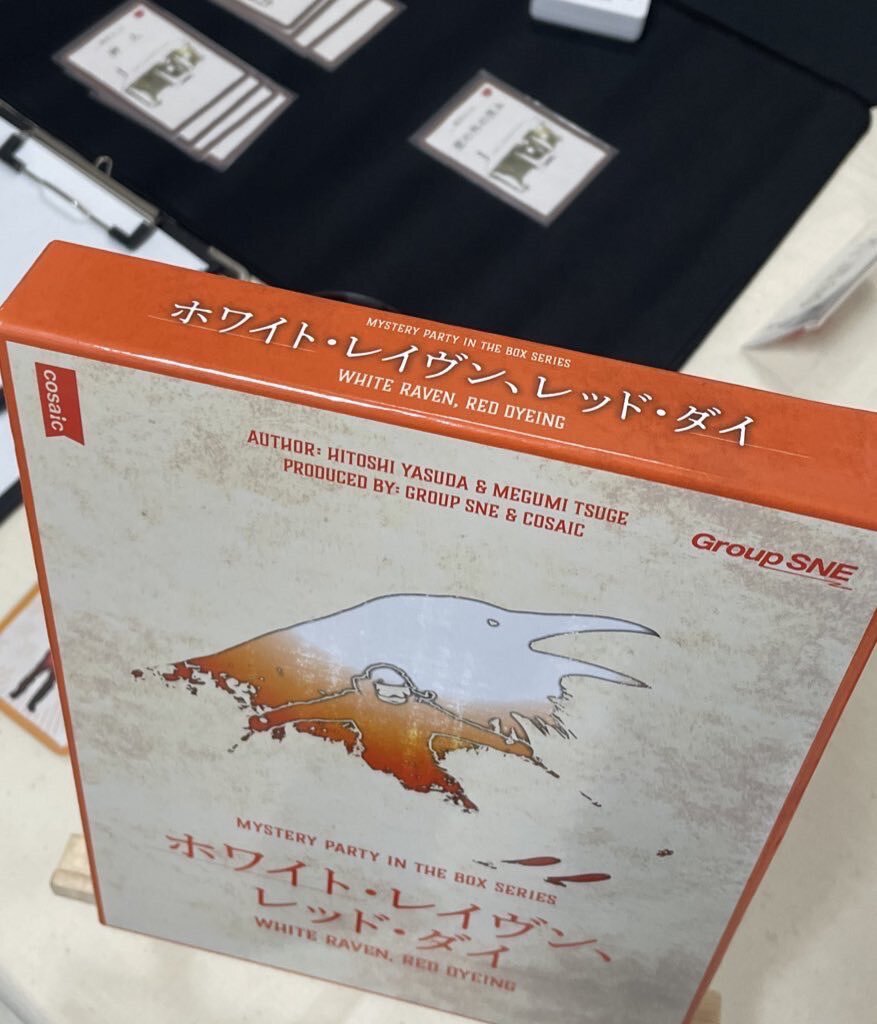 MYSTERY PARTY IN THE BOX SERIES
ホワイト・レイヴン、レッド・ダイ
WHITE RAVEN, RED DYEING
cosaic
AUTHOR: HITOSHI YASUDA & MEGUMI TSUGE
PRODUCED BY: GROUP SNE & COSAIC
Group SNE
MYSTERY PARTY IN THE BOX SERIES
ホワイト・レイヴン、
レッド・ダイ
WHITE RAVEN, RED DYEING